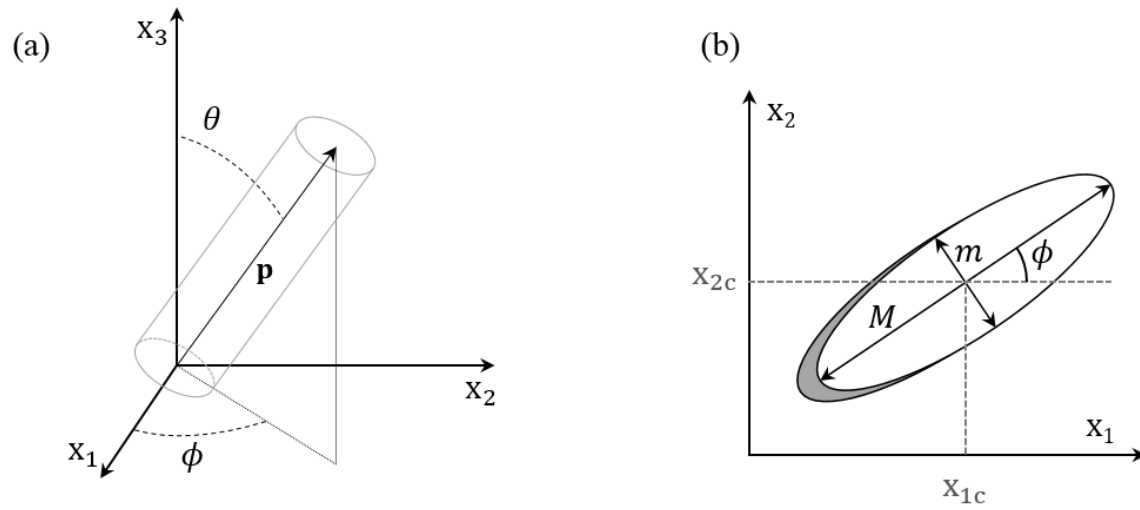 (a)
x₃
θ
p
x₂
x₁
ϕ
(b)
x₂
m
ϕ
x₂c
M
x₁
x₁c